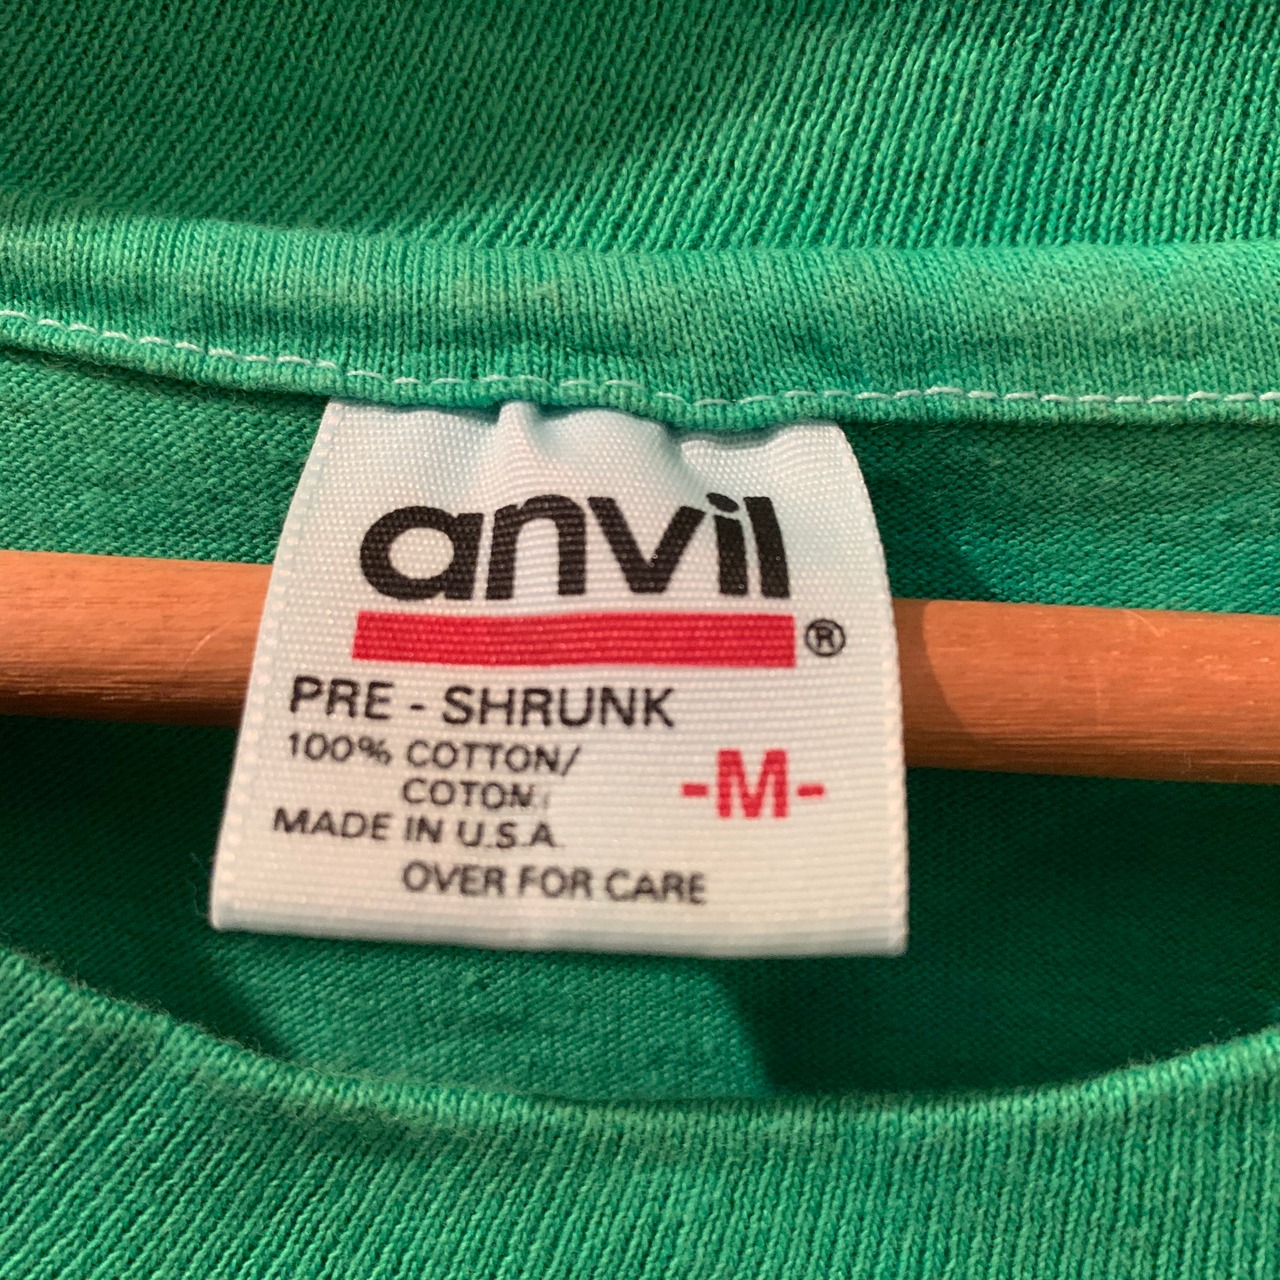 anvil
®
PRE - SHRUNK
100% COTTON/
COTON
-M-
MADE IN U.S.A.
OVER FOR CARE